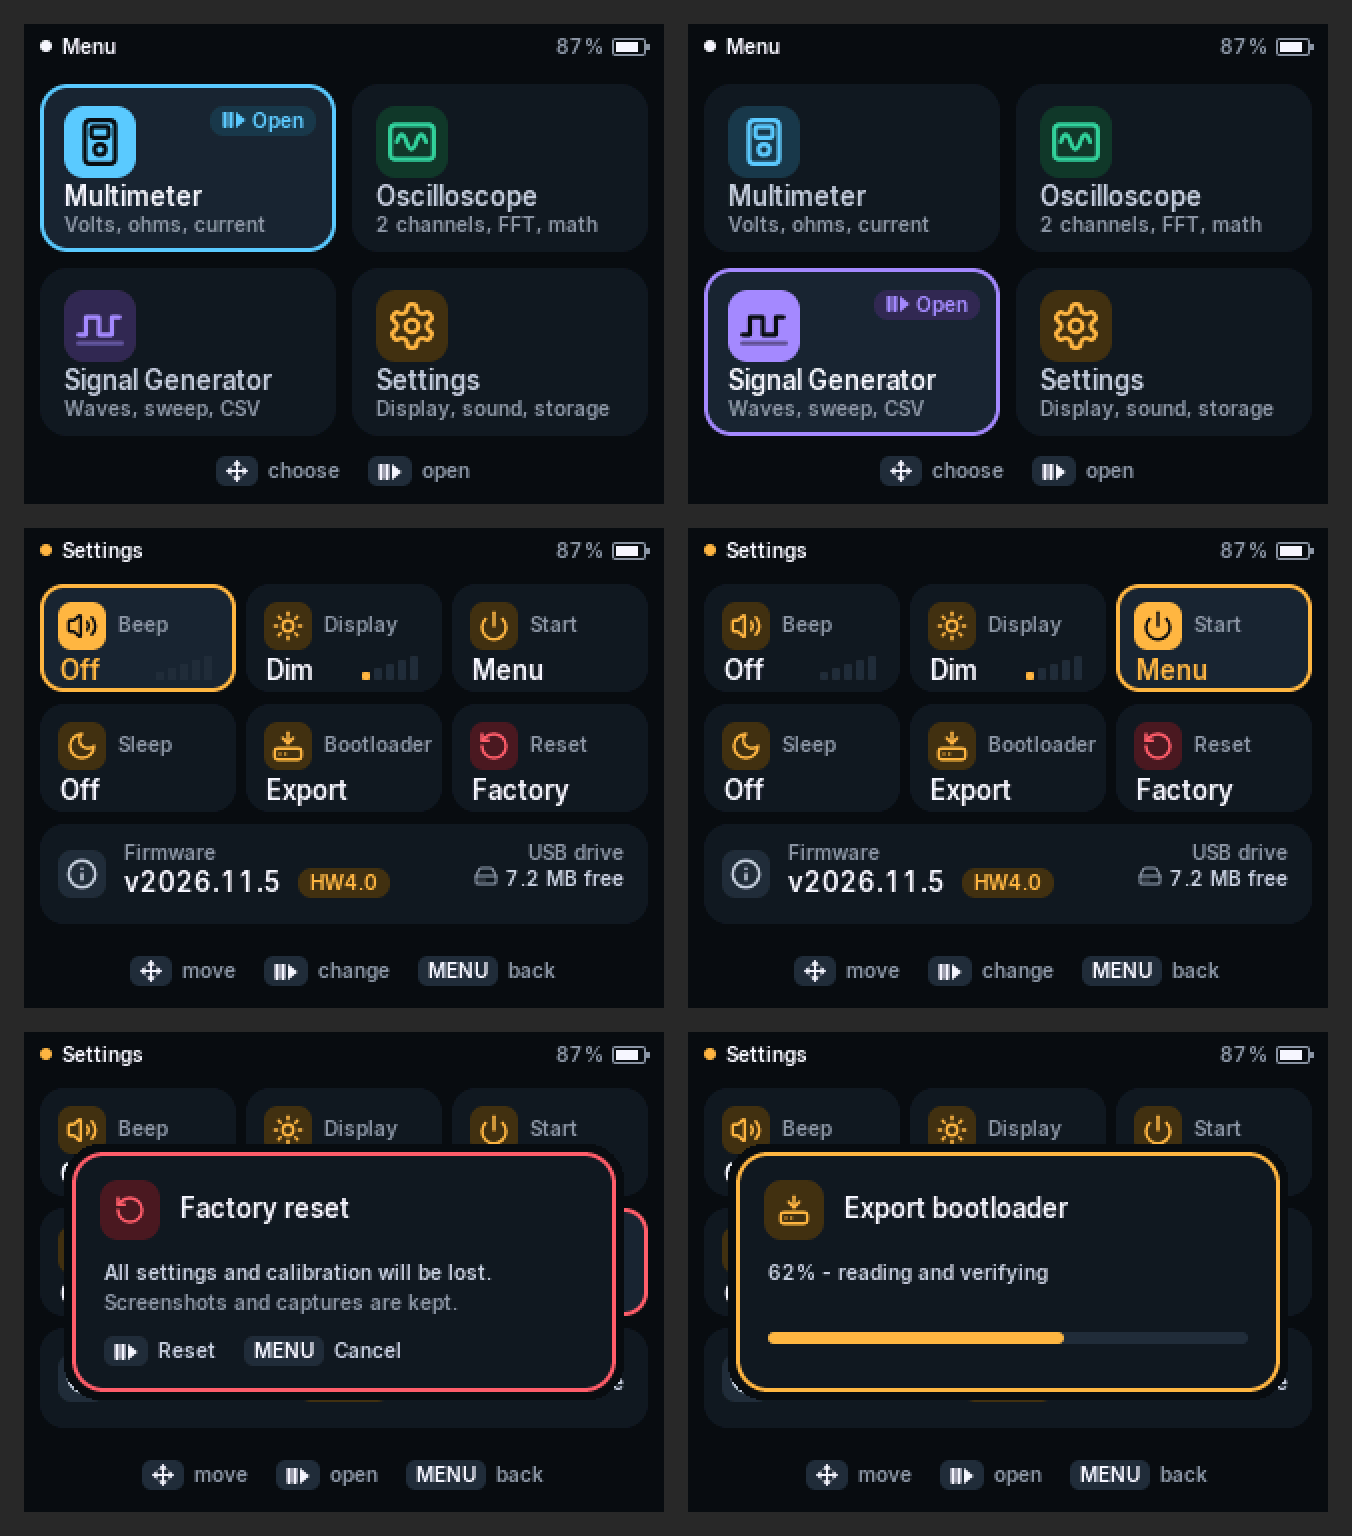 Menu 87%
Open
Multimeter Oscilloscope
Volts, ohms, current 2 channels, FFT, math
Signal Generator Settings
Waves, sweep, CSV Display, sound, storage
choose open
Menu 87%
Multimeter Oscilloscope
Volts, ohms, current 2 channels, FFT, math
Open
Signal Generator Settings
Waves, sweep, CSV Display, sound, storage
choose open
Settings 87%
Beep Display Start
Off Dim Menu
Sleep Bootloader Reset
Off Export Factory
Firmware USB drive
v2026.11.5 HW4.0 7.2 MB free
move change MENU back
Settings 87%
Beep Display Start
Off Dim Menu
Sleep Bootloader Reset
Off Export Factory
Firmware USB drive
v2026.11.5 HW4.0 7.2 MB free
move change MENU back
Settings 87%
Beep Display Start
Factory reset
All settings and calibration will be lost.
Screenshots and captures are kept.
Reset MENU Cancel
move open MENU back
Settings 87%
Beep Display Start
Export bootloader
62% - reading and verifying
move open MENU back